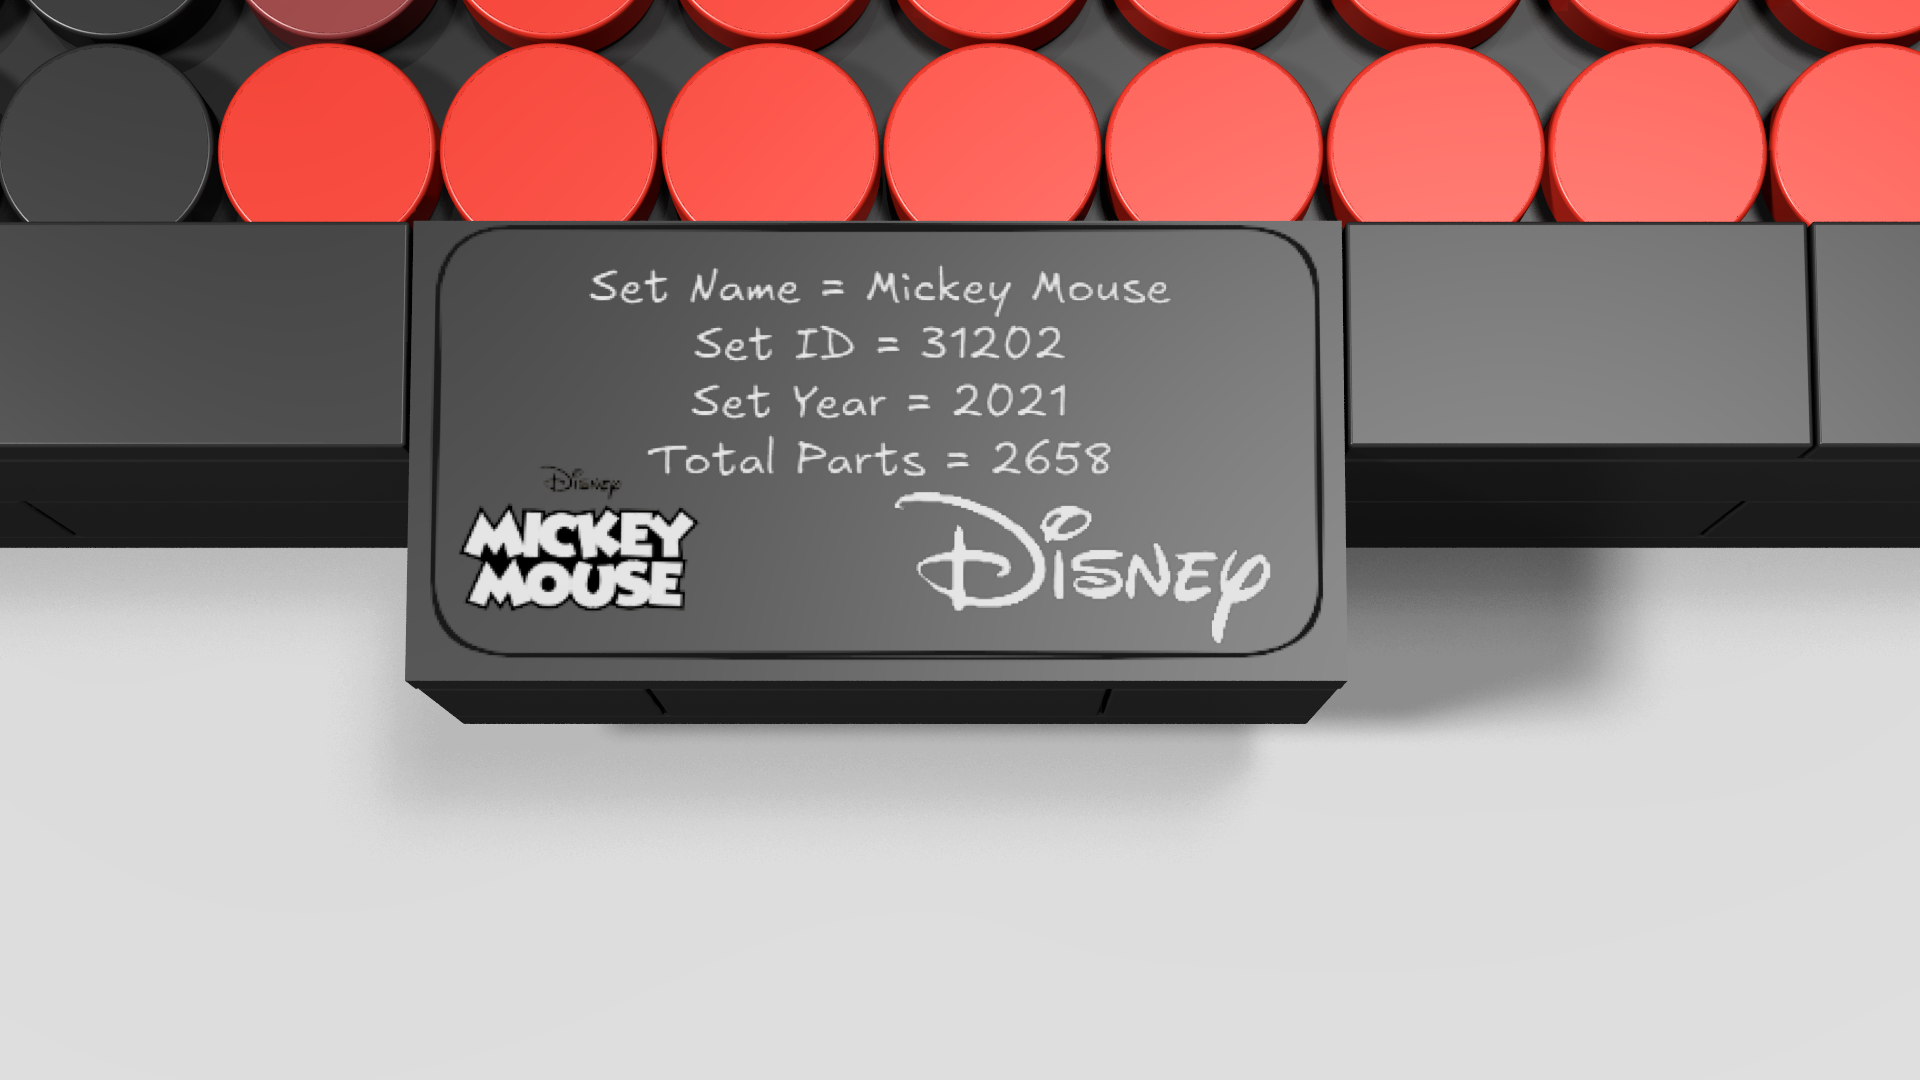 Set Name = Mickey Mouse
Set ID = 31202
Set Year = 2021
Total Parts = 2658
Disney
MICKEY
MOUSE
Disney